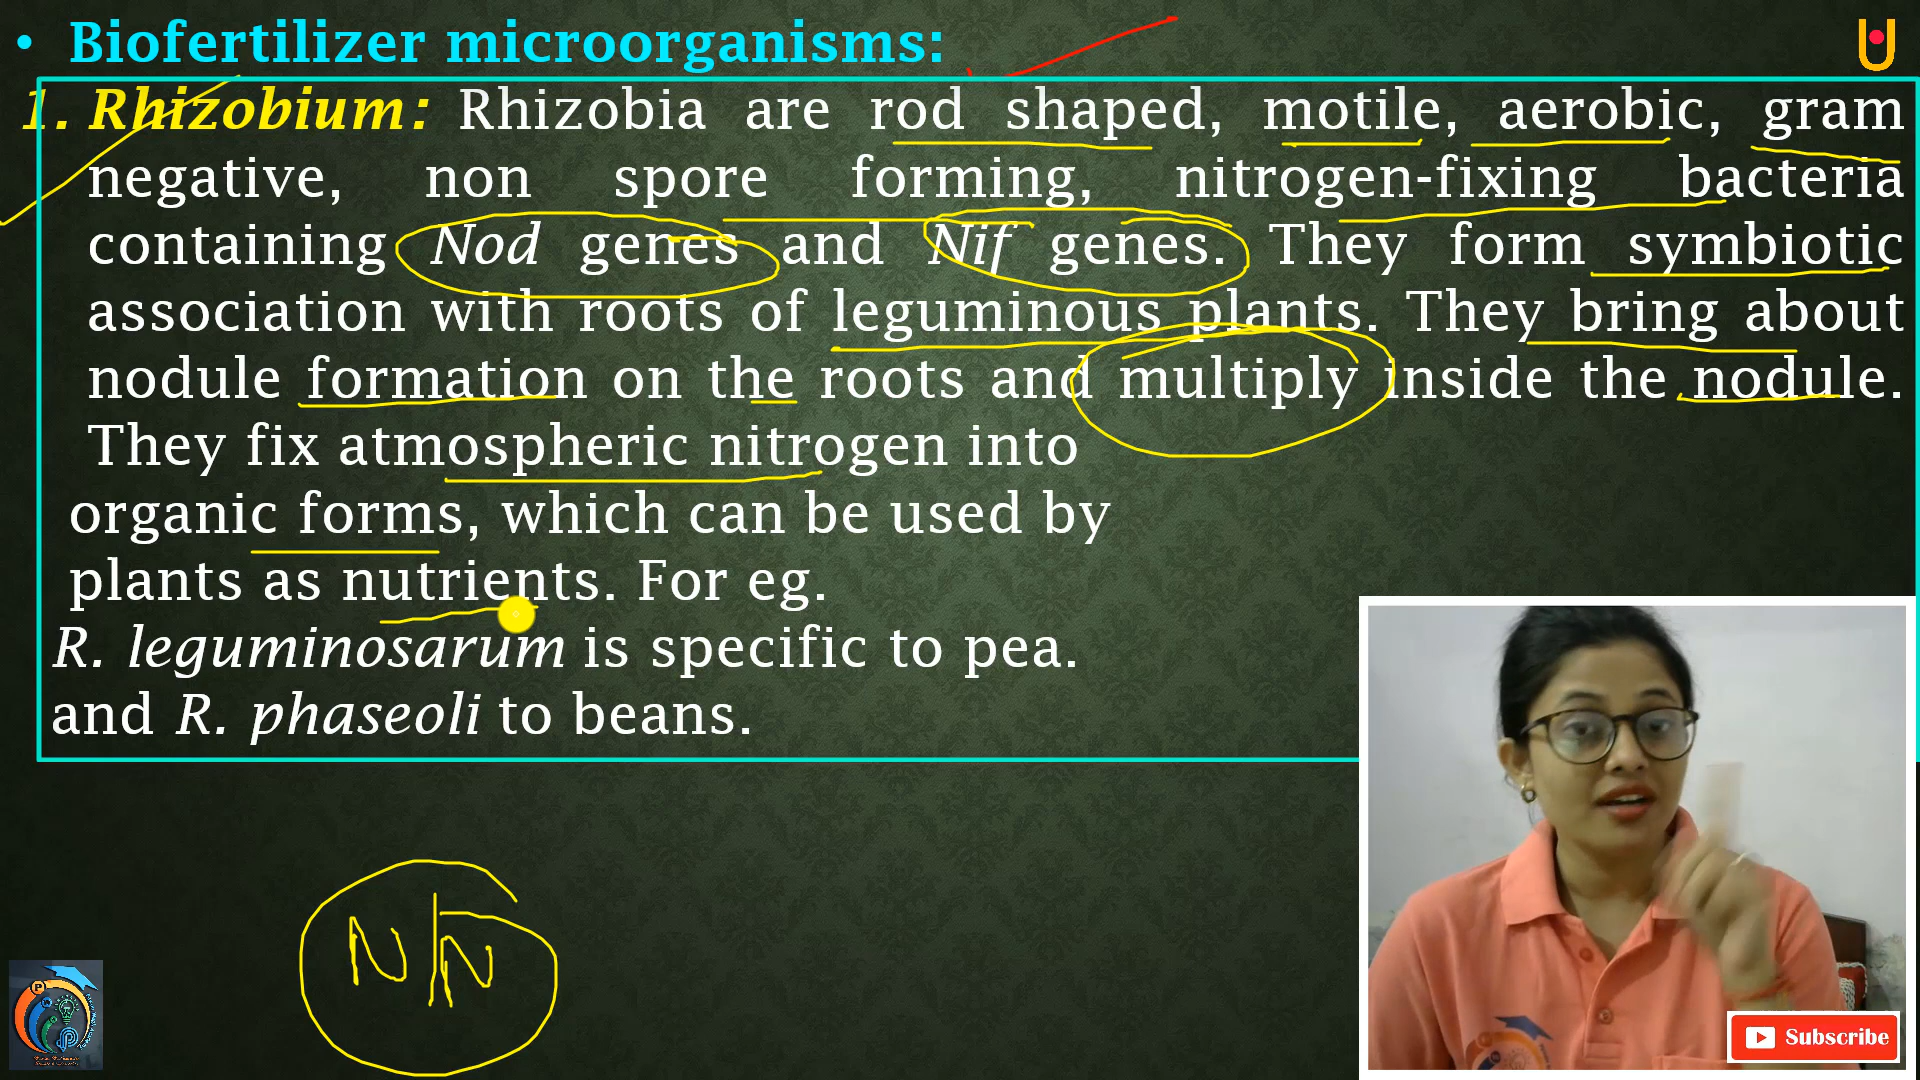 • Biofertilizer microorganisms:
1. Rhizobium: Rhizobia are rod shaped, motile, aerobic, gram
negative, non spore forming, nitrogen-fixing bacteria
containing Nod genes and Nif genes. They form symbiotic
association with roots of leguminous plants. They bring about
nodule formation on the roots and multiply inside the nodule.
They fix atmospheric nitrogen into
organic forms, which can be used by
plants as nutrients. For eg.
R. leguminosarum is specific to pea.
and R. phaseoli to beans.
N N
Subscribe